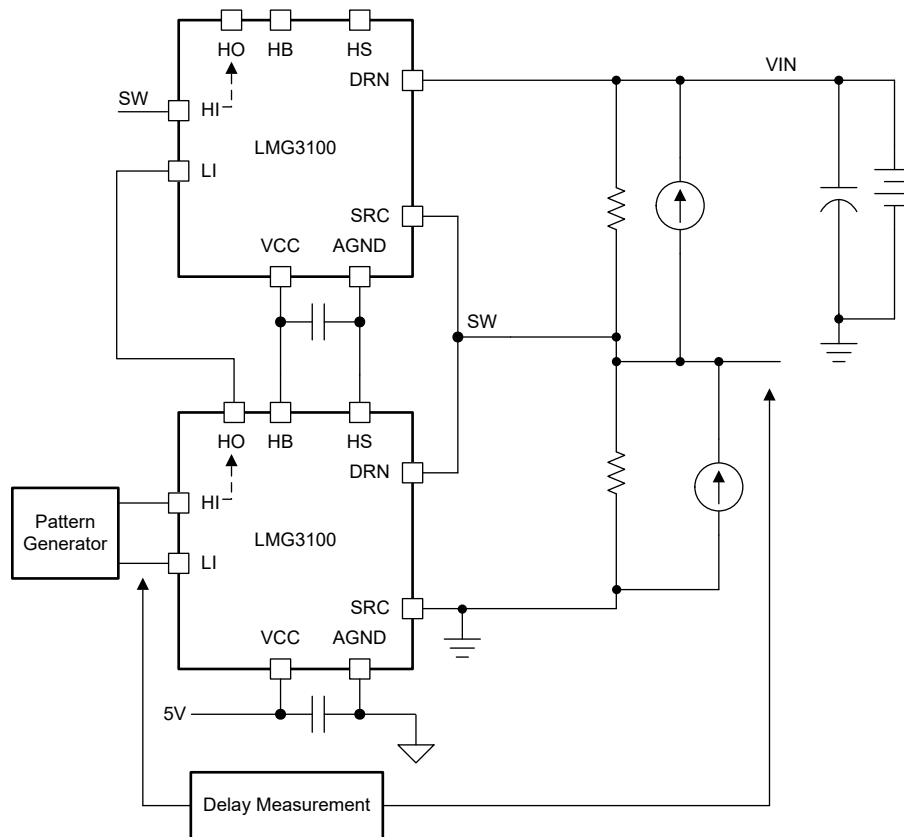 HO HB HS
DRN
VIN
SW
HI
LMG3100
LI
SRC
VCC AGND
SW
HO HB HS
DRN
HI
Pattern
Generator
LMG3100
LI
SRC
VCC AGND
5V
Delay Measurement